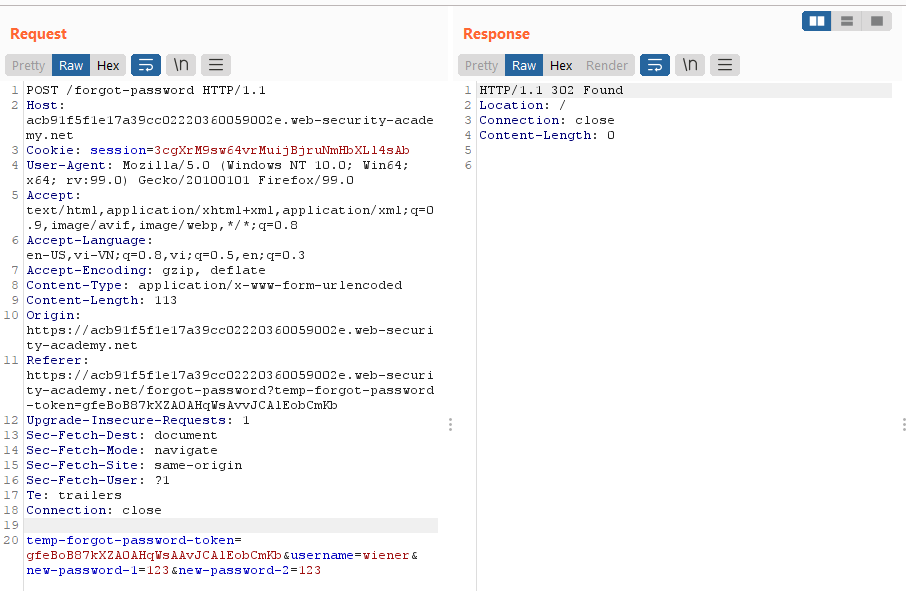 Request
Pretty Raw Hex \n
1 POST /forgot-password HTTP/1.1
2 Host:
acb91f5f1e17a39cc02220360059002e.web-security-acade
my.net
3 Cookie: session=3cgXrM9sw64vrMuijBjruNmHbXLl4sAb
4 User-Agent: Mozilla/5.0 (Windows NT 10.0; Win64;
x64; rv:99.0) Gecko/20100101 Firefox/99.0
5 Accept:
text/html,application/xhtml+xml,application/xml;q=0
.9,image/avif,image/webp,*/*;q=0.8
6 Accept-Language:
en-US,vi-VN;q=0.8,vi;q=0.5,en;q=0.3
7 Accept-Encoding: gzip, deflate
8 Content-Type: application/x-www-form-urlencoded
9 Content-Length: 113
10 Origin:
https://acb91f5f1e17a39cc02220360059002e.web-securi
ty-academy.net
11 Referer:
https://acb91f5f1e17a39cc02220360059002e.web-securi
ty-academy.net/forgot-password?temp-forgot-password
-token=gfeBoB87kXZA0AHqWsAvvJCAlEobCmKb
12 Upgrade-Insecure-Requests: 1
13 Sec-Fetch-Dest: document
14 Sec-Fetch-Mode: navigate
15 Sec-Fetch-Site: same-origin
16 Sec-Fetch-User: ?1
17 Te: trailers
18 Connection: close
19
20 temp-forgot-password-token=
gfeBoB87kXZA0AHqWsAAvJCAlEobCmKb&username=wiener&
new-password-1=123&new-password-2=123
Response
Pretty Raw Hex Render \n
1 HTTP/1.1 302 Found
2 Location: /
3 Connection: close
4 Content-Length: 0
5
6